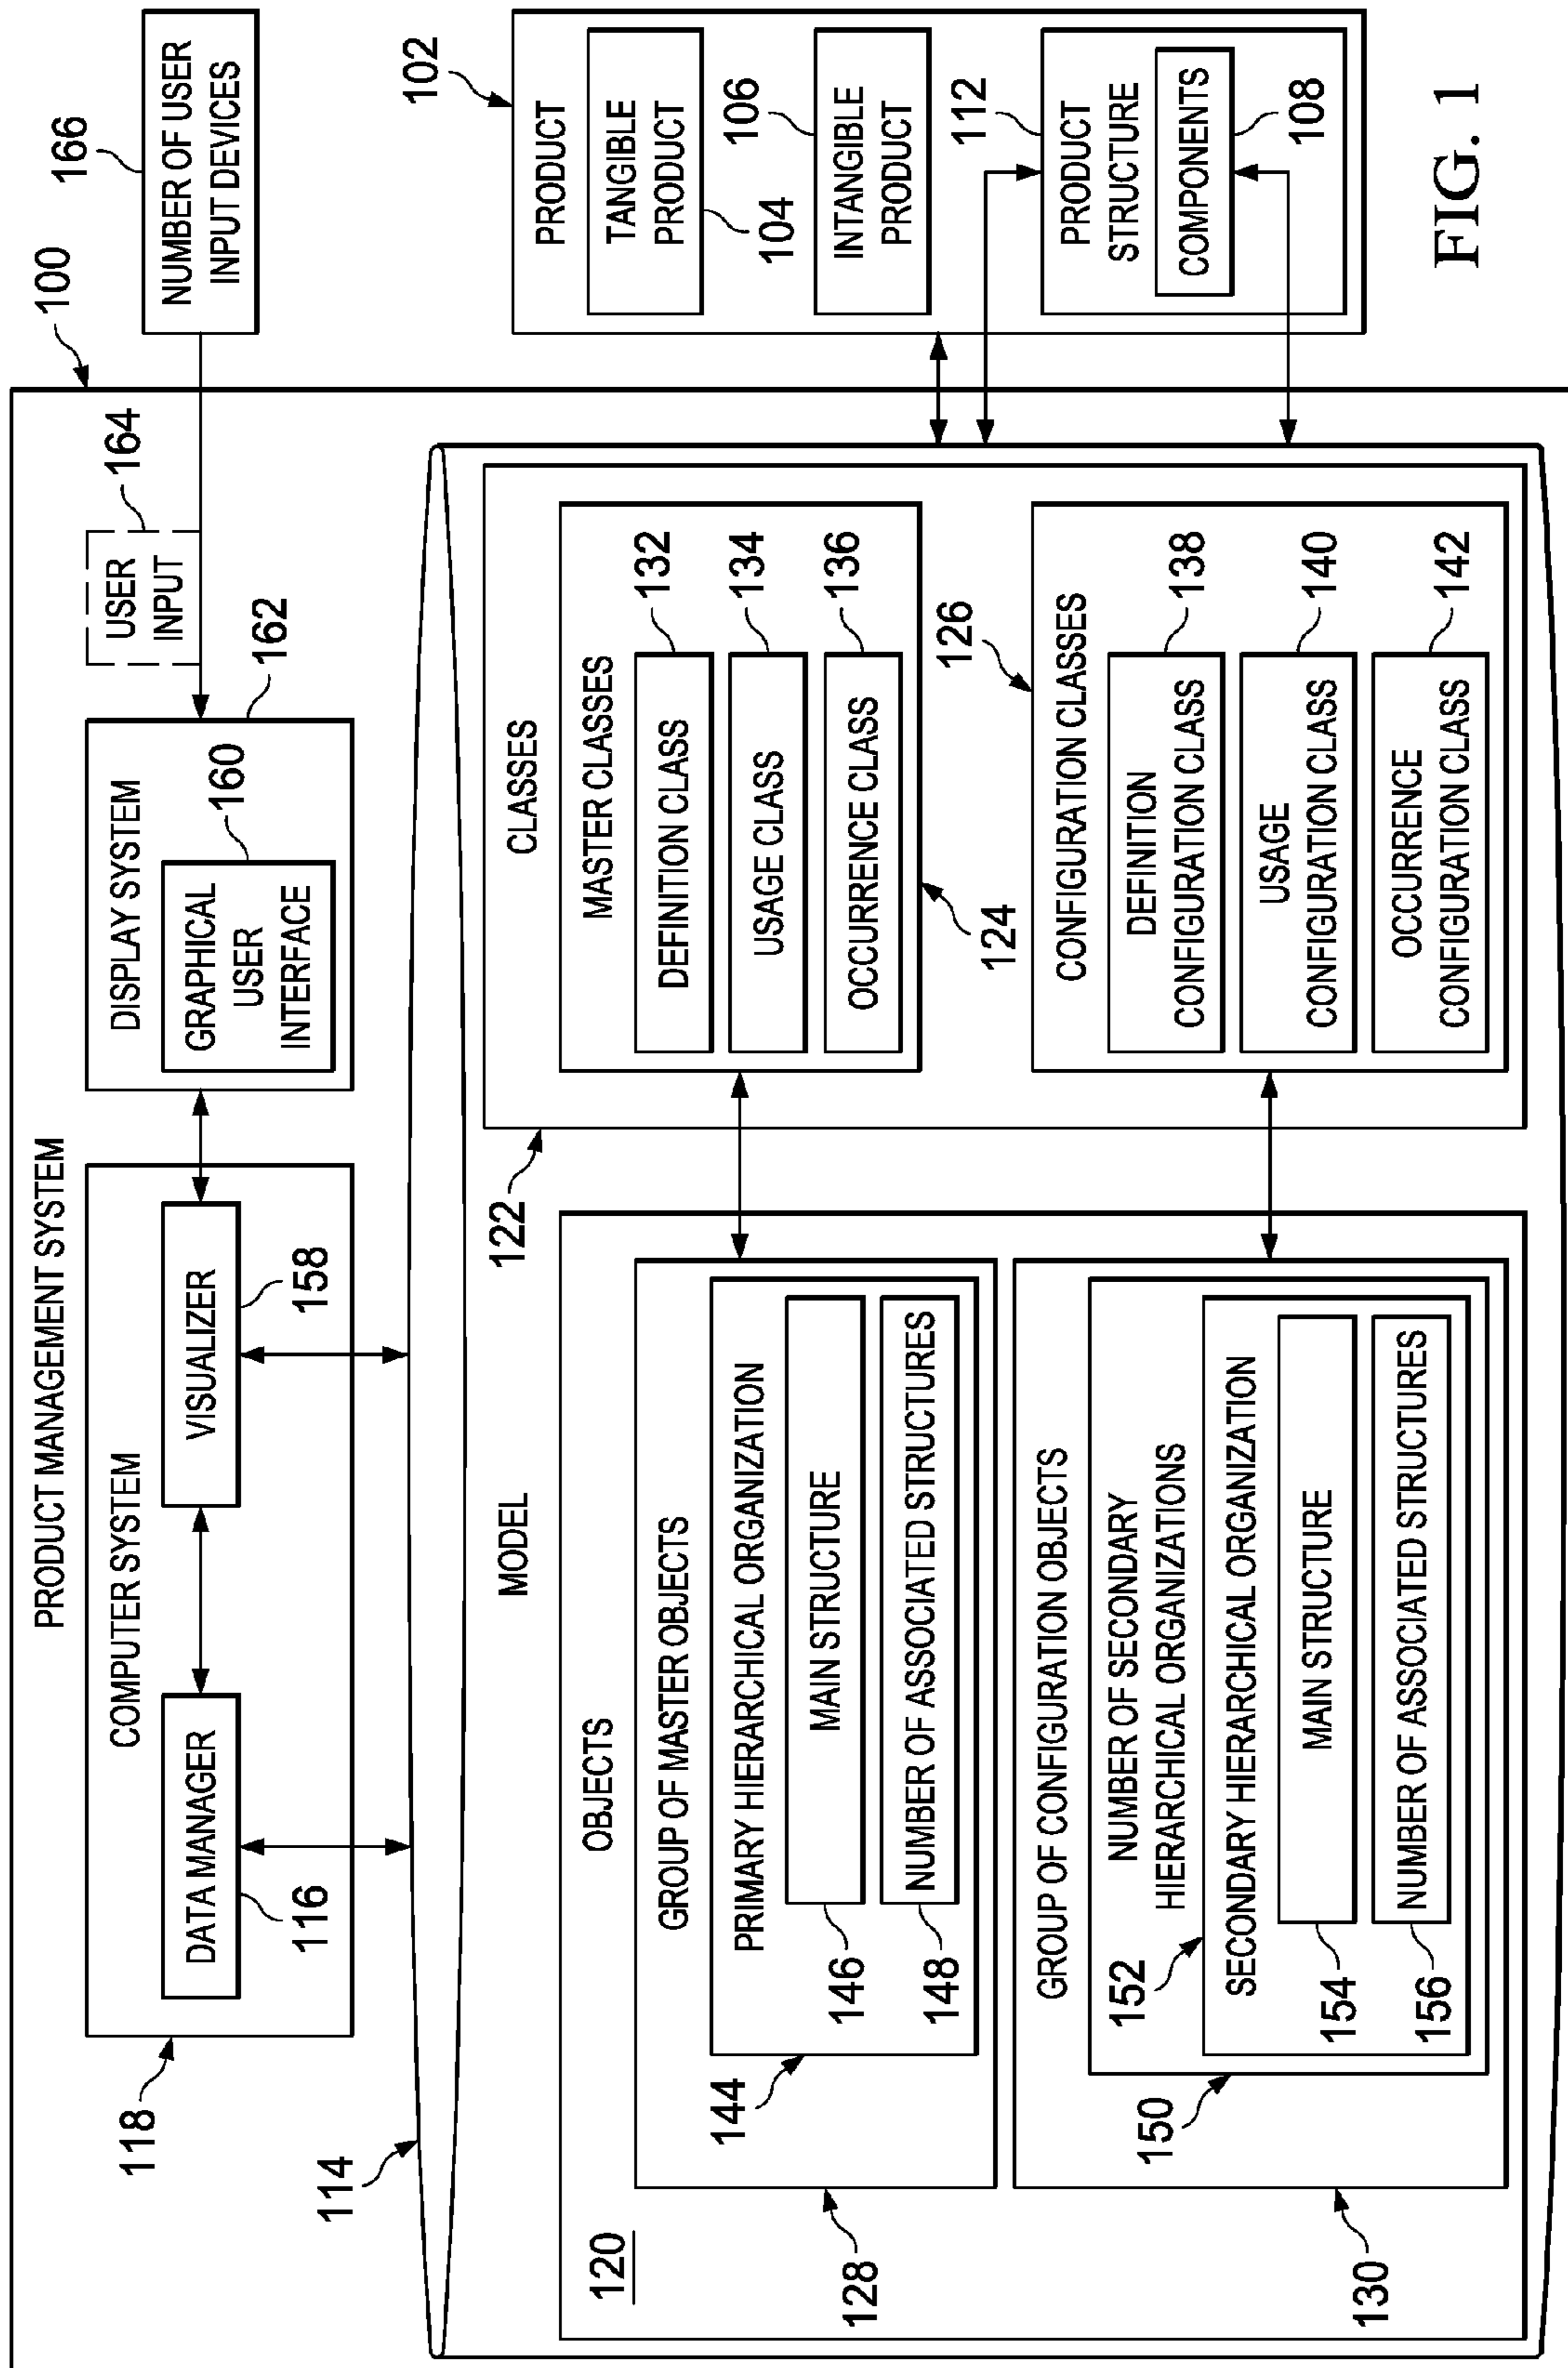 100
166
PRODUCT MANAGEMENT SYSTEM
NUMBER OF USER
INPUT DEVICES
118
COMPUTER SYSTEM
DATA MANAGER
116
VISUALIZER
158
DISPLAY SYSTEM
GRAPHICAL
USER
INTERFACE
160
162
USER
INPUT
164
114
MODEL
120
OBJECTS
128
GROUP OF MASTER OBJECTS
144
PRIMARY HIERARCHICAL ORGANIZATION
146
MAIN STRUCTURE
148
NUMBER OF ASSOCIATED STRUCTURES
130
GROUP OF CONFIGURATION OBJECTS
150
NUMBER OF SECONDARY
HIERARCHICAL ORGANIZATIONS
152
SECONDARY HIERARCHICAL ORGANIZATION
154
MAIN STRUCTURE
156
NUMBER OF ASSOCIATED STRUCTURES
122
CLASSES
MASTER CLASSES
DEFINITION CLASS
132
USAGE CLASS
134
OCCURRENCE CLASS
136
124
126
CONFIGURATION CLASSES
DEFINITION
CONFIGURATION CLASS
138
USAGE
CONFIGURATION CLASS
140
OCCURRENCE
CONFIGURATION CLASS
142
102
PRODUCT
TANGIBLE
PRODUCT
104
INTANGIBLE
PRODUCT
106
112
PRODUCT
STRUCTURE
COMPONENTS
108
FIG. 1